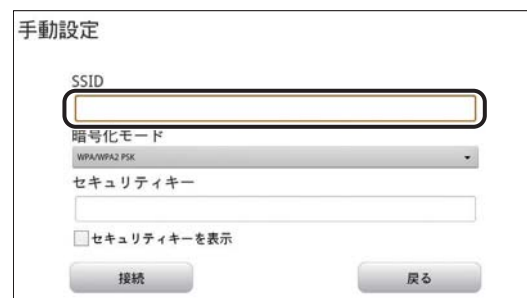 手動設定
SSID
暗号化モード
WPA/WPA2 PSK
セキュリティキー
セキュリティキーを表示
接続
戻る